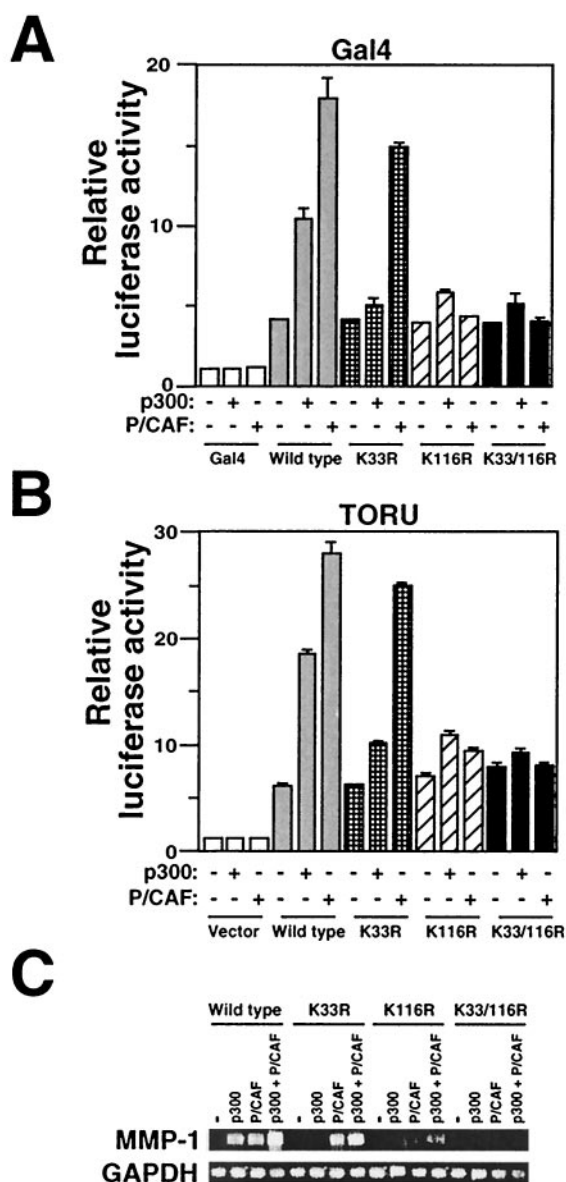 A
Gal4
Relative
luciferase activity
20
10
0
p300: - + - - + - - + - - + - - + -
P/CAF: - - + - - + - - + - - + - - +
Gal4 Wild type K33R K116R K33/116R
B
TORU
Relative
luciferase activity
30
20
10
0
p300: - + - - + - - + - - + - - + -
P/CAF: - - + - - + - - + - - + - - +
Vector Wild type K33R K116R K33/116R
C
Wild type K33R K116R K33/116R
- p300 P/CAF p300 + P/CAF - p300 P/CAF p300 + P/CAF - p300 P/CAF p300 + P/CAF - p300 P/CAF p300 + P/CAF
MMP-1
GAPDH